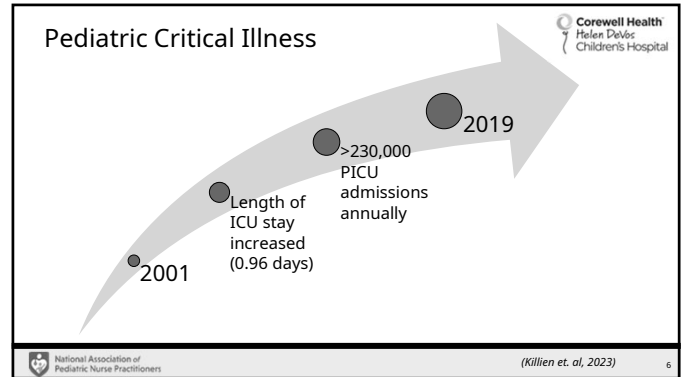 Pediatric Critical Illness
Corewell Health
Helen DeVos
Children's Hospital
2019
>230,000
PICU
admissions
annually
Length of
ICU stay
increased
(0.96 days)
2001
National Association of
Pediatric Nurse Practitioners
(Killien et. al, 2023)
6